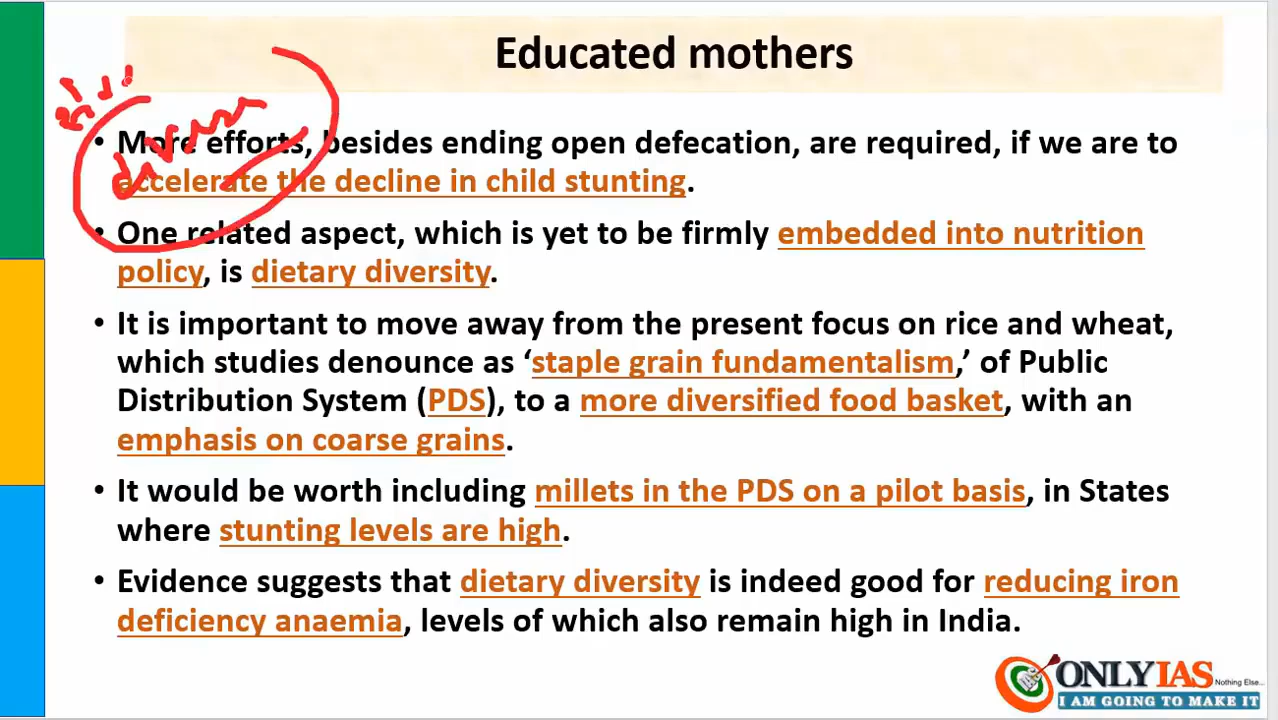 Educated mothers
• More efforts, besides ending open defecation, are required, if we are to
accelerate the decline in child stunting.
• One related aspect, which is yet to be firmly embedded into nutrition
policy, is dietary diversity.
• It is important to move away from the present focus on rice and wheat,
which studies denounce as ‘staple grain fundamentalism,’ of Public
Distribution System (PDS), to a more diversified food basket, with an
emphasis on coarse grains.
• It would be worth including millets in the PDS on a pilot basis, in States
where stunting levels are high.
• Evidence suggests that dietary diversity is indeed good for reducing iron
deficiency anaemia, levels of which also remain high in India.
ONLY IAS
Nothing Else...
I AM GOING TO MAKE IT